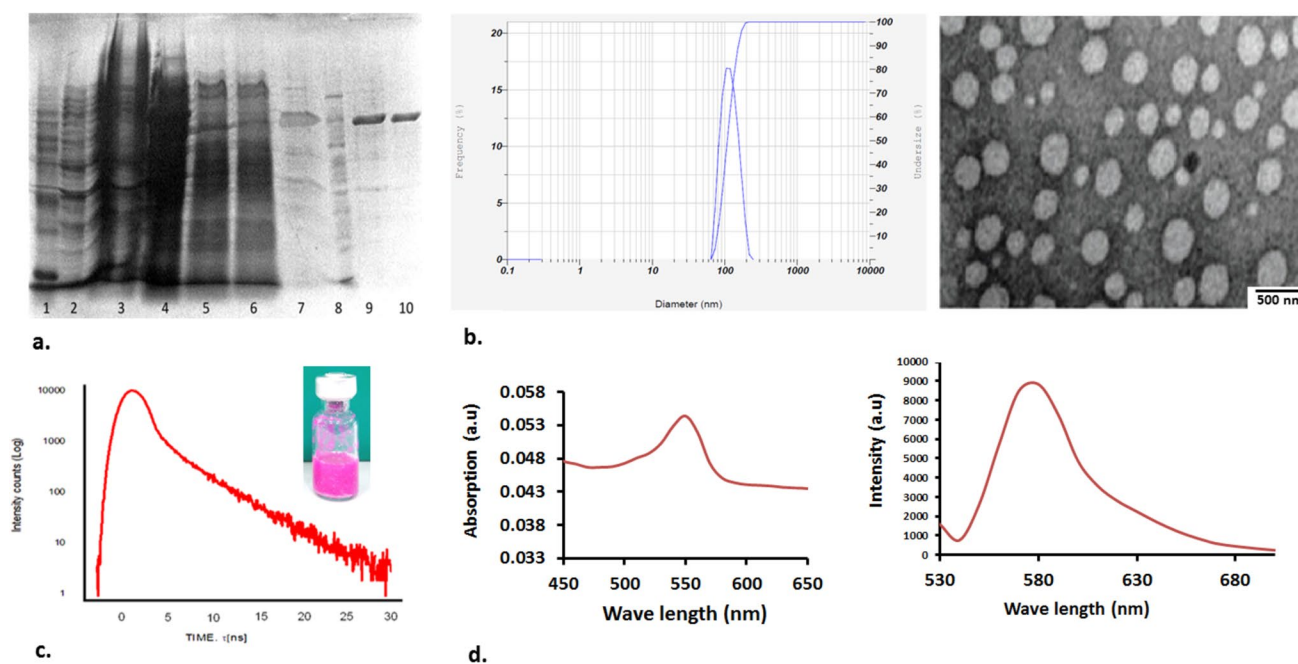 1 2 3 4 5 6 7 8 9 10
a.
20
15
10
5
0
Frequency (%)
100
90
80
70
60
50
40
30
20
10
0
Undersize (%)
0.1 1 10 100 1000 10000
Diameter (nm)
b.
500 nm
10000
1000
100
10
1
Intensity counts (Log)
0 5 10 15 20 25 30
TIME. τ[ns]
c.
0.058
0.053
0.048
0.043
0.038
0.033
Absorption (a.u)
450 500 550 600 650
Wave length (nm)
d.
10000
9000
8000
7000
6000
5000
4000
3000
2000
1000
0
Intensity (a.u)
530 580 630 680
Wave length (nm)